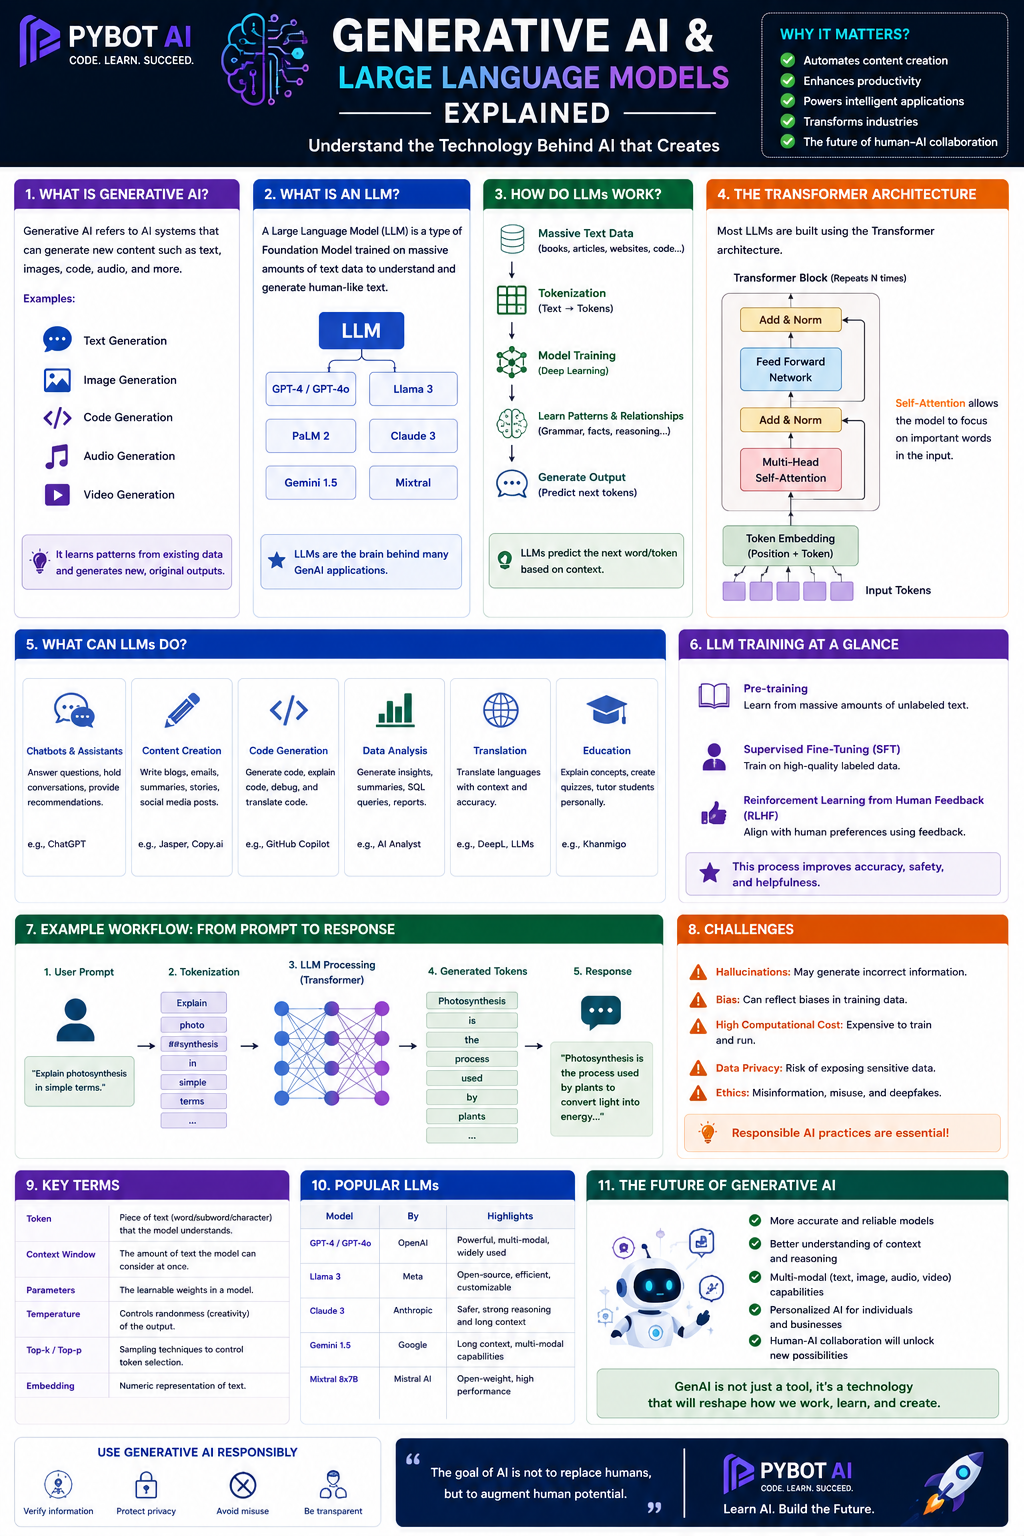 PYBOT AI
CODE. LEARN. SUCCEED.
GENERATIVE AI &
LARGE LANGUAGE MODELS
EXPLAINED
Understand the Technology Behind AI that Creates
WHY IT MATTERS?
Automates content creation
Enhances productivity
Powers intelligent applications
Transforms industries
The future of human-AI collaboration
1. WHAT IS GENERATIVE AI?
Generative AI refers to AI systems that
can generate new content such as text,
images, code, audio, and more.
Examples:
Text Generation
Image Generation
Code Generation
Audio Generation
Video Generation
It learns patterns from existing data
and generates new, original outputs.
2. WHAT IS AN LLM?
A Large Language Model (LLM) is a type of
Foundation Model trained on massive
amounts of text data to understand and
generate human-like text.
LLM
GPT-4 / GPT-4o
Llama 3
PaLM 2
Claude 3
Gemini 1.5
Mixtral
LLMs are the brain behind many
GenAI applications.
3. HOW DO LLMs WORK?
Massive Text Data
(books, articles, websites, code...)
Tokenization
(Text → Tokens)
Model Training
(Deep Learning)
Learn Patterns & Relationships
(Grammar, facts, reasoning...)
Generate Output
(Predict next tokens)
LLMs predict the next word/token
based on context.
4. THE TRANSFORMER ARCHITECTURE
Most LLMs are built using the Transformer
architecture.
Transformer Block (Repeats N times)
Add & Norm
Feed Forward
Network
Add & Norm
Multi-Head
Self-Attention
Token Embedding
(Position + Token)
Input Tokens
Self-Attention allows
the model to focus
on important words
in the input.
5. WHAT CAN LLMs DO?
Chatbots & Assistants
Answer questions, hold
conversations, provide
recommendations.
e.g., ChatGPT
Content Creation
Write blogs, emails,
summaries, stories,
social media posts.
e.g., Jasper, Copy.ai
Code Generation
Generate code, explain
code, debug, and
translate code.
e.g., GitHub Copilot
Data Analysis
Generate insights,
summaries, SQL
queries, reports.
e.g., AI Analyst
Translation
Translate languages
with context and
accuracy.
e.g., DeepL, LLMs
Education
Explain concepts, create
quizzes, tutor students
personally.
e.g., Khanmigo
6. LLM TRAINING AT A GLANCE
Pre-training
Learn from massive amounts of unlabeled text.
Supervised Fine-Tuning (SFT)
Train on high-quality labeled data.
Reinforcement Learning from Human Feedback
(RLHF)
Align with human preferences using feedback.
This process improves accuracy, safety,
and helpfulness.
7. EXAMPLE WORKFLOW: FROM PROMPT TO RESPONSE
1. User Prompt
"Explain photosynthesis
in simple terms."
2. Tokenization
Explain
photo
##synthesis
in
simple
terms
...
3. LLM Processing
(Transformer)
4. Generated Tokens
Photosynthesis
is
the
process
used
by
plants
...
5. Response
"Photosynthesis is
the process used
by plants to
convert light into
energy..."
8. CHALLENGES
Hallucinations: May generate incorrect information.
Bias: Can reflect biases in training data.
High Computational Cost: Expensive to train
and run.
Data Privacy: Risk of exposing sensitive data.
Ethics: Misinformation, misuse, and deepfakes.
Responsible AI practices are essential!
9. KEY TERMS
Token
Piece of text (word/subword/character)
that the model understands.
Context Window
The amount of text the model can
consider at once.
Parameters
The learnable weights in a model.
Temperature
Controls randomness (creativity)
of the output.
Top-k / Top-p
Sampling techniques to control
token selection.
Embedding
Numeric representation of text.
10. POPULAR LLMs
Model By Highlights
GPT-4 / GPT-4o OpenAI Powerful, multi-modal,
widely used
Llama 3 Meta Open-source, efficient,
customizable
Claude 3 Anthropic Safer, strong reasoning
and long context
Gemini 1.5 Google Long context, multi-modal
capabilities
Mixtral 8x7B Mistral AI Open-weight, high
performance
11. THE FUTURE OF GENERATIVE AI
More accurate and reliable models
Better understanding of context
and reasoning
Multi-modal (text, image, audio, video)
capabilities
Personalized AI for individuals
and businesses
Human-AI collaboration will unlock
new possibilities
GenAI is not just a tool, it's a technology
that will reshape how we work, learn, and create.
USE GENERATIVE AI RESPONSIBLY
Verify information
Protect privacy
Avoid misuse
Be transparent
“ The goal of AI is not to replace humans,
but to augment human potential. ”
PYBOT AI
CODE. LEARN. SUCCEED.
Learn AI. Build the Future.